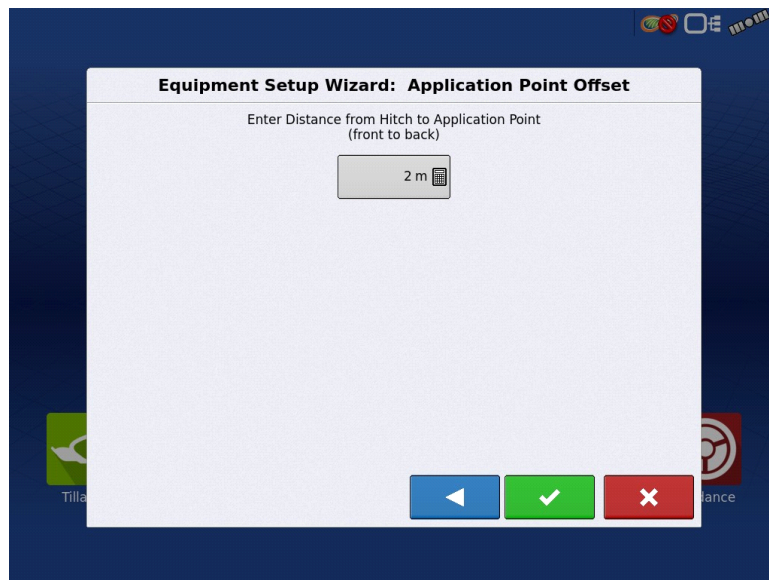 Equipment Setup Wizard: Application Point Offset
Enter Distance from Hitch to Application Point
(front to back)
2 m
Tilla
dance